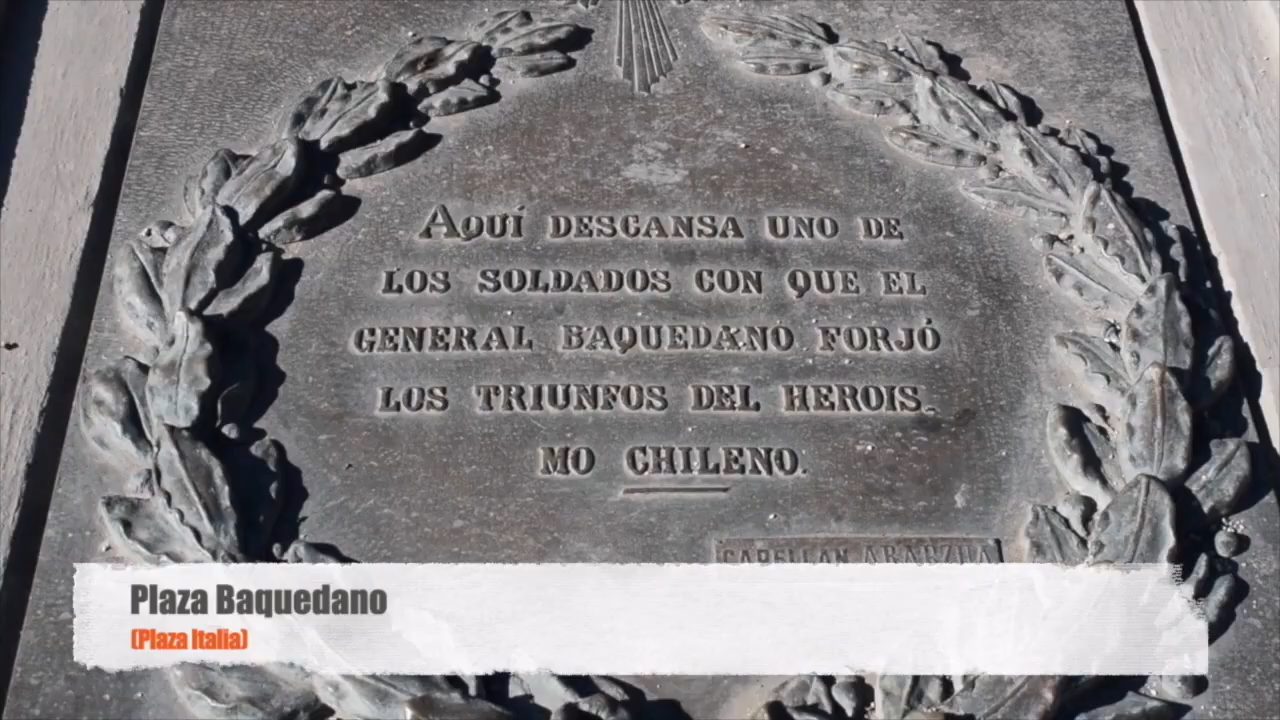 AQUÍ DESCANSA UNO DE
LOS SOLDADOS CON QUE EL
GENERAL BAQUEDANO FORJÓ
LOS TRIUNFOS DEL HEROIS.
MO CHILENO.
CAPELLAN
Plaza Baquedano
(Plaza Italia)